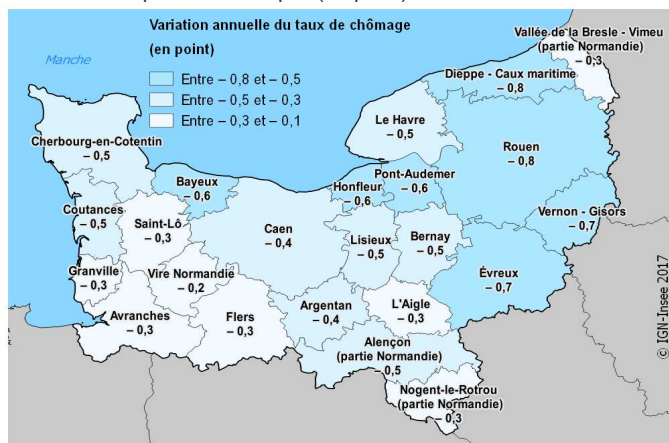 Variation annuelle du taux de chômage
(en point)
Entre – 0,8 et – 0,5
Entre – 0,5 et – 0,3
Entre – 0,3 et – 0,1
Manche
Vallée de la Bresle - Vimeu
(partie Normandie)
– 0,3
Dieppe - Caux maritime
– 0,8
Le Havre
– 0,5
Rouen
– 0,8
Cherbourg-en-Cotentin
– 0,5
Bayeux
– 0,6
Honfleur
– 0,6
Pont-Audemer
– 0,6
Vernon - Gisors
– 0,7
Coutances
– 0,5
Saint-Lô
– 0,3
Caen
– 0,4
Lisieux
– 0,5
Bernay
– 0,5
Évreux
– 0,7
Granville
– 0,3
Vire Normandie
– 0,2
Avranches
– 0,3
Flers
– 0,3
Argentan
– 0,4
L'Aigle
– 0,3
Alençon
(partie Normandie)
– 0,5
Nogent-le-Rotrou
(partie Normandie)
– 0,3
© IGN-Insee 2017